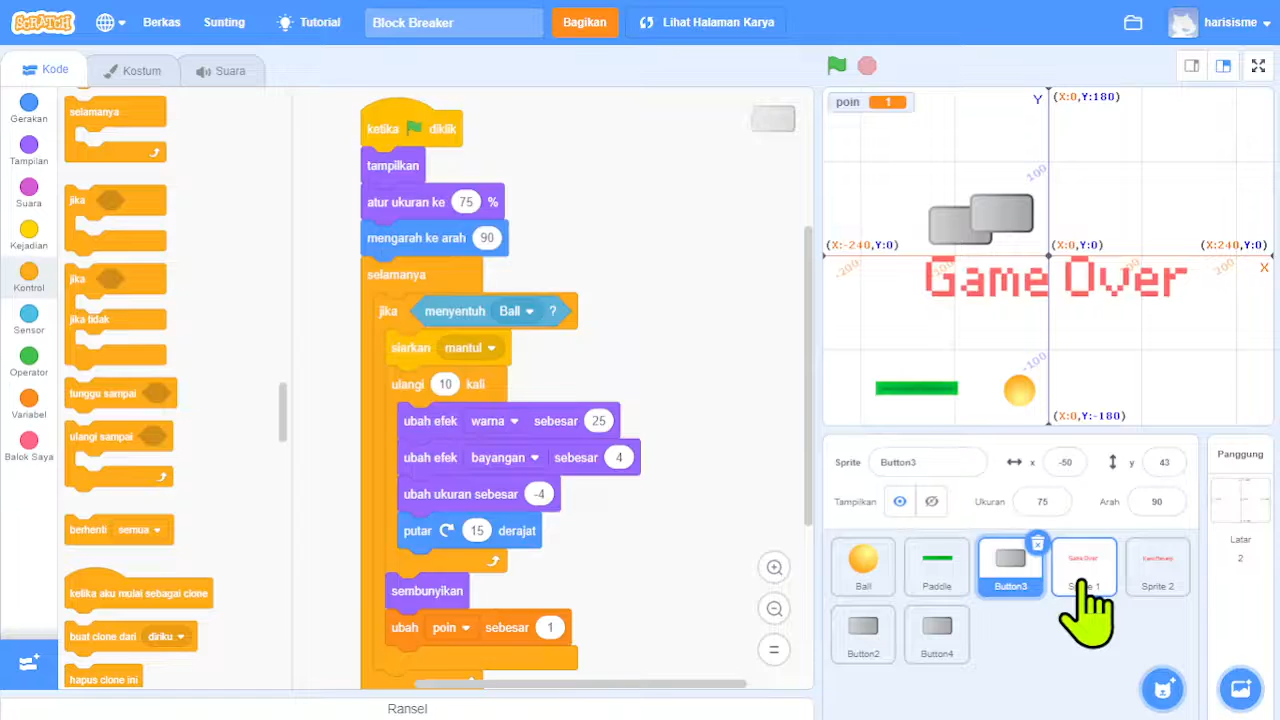 SCRATCH Berkas Sunting Tutorial Block Breaker Bagikan Lihat Halaman Karya harisisme
Kode Kostum Suara
Gerakan
Tampilan
Suara
Kejadian
Kontrol
Sensor
Operator
Variabel
Balok Saya
selamanya
jika
jika
jika tidak
tunggu sampai
ulangi sampai
berhenti semua
ketika aku mulai sebagai clone
buat clone dari diriku
hapus clone ini
ketika diklik
tampilkan
atur ukuran ke 75 %
mengarah ke arah 90
selamanya
jika menyentuh Ball ?
siarkan mantul
ulangi 10 kali
ubah efek warna sebesar 25
ubah efek bayangan sebesar 4
ubah ukuran sebesar -4
putar 15 derajat
sembunyikan
ubah poin sebesar 1
=
Ransel
poin 1
Y (X:0,Y:180)
100
(X:-240,Y:0) (X:0,Y:0) (X:240,Y:0)
-200 200 X
Game Over
-100
(X:0,Y:-180)
Sprite Button3 x -50 y 43
Tampilkan Ukuran 75 Arah 90
Game Over
Ball Paddle Button3 Sprite 2
Button2 Button4
Panggung
Latar
2